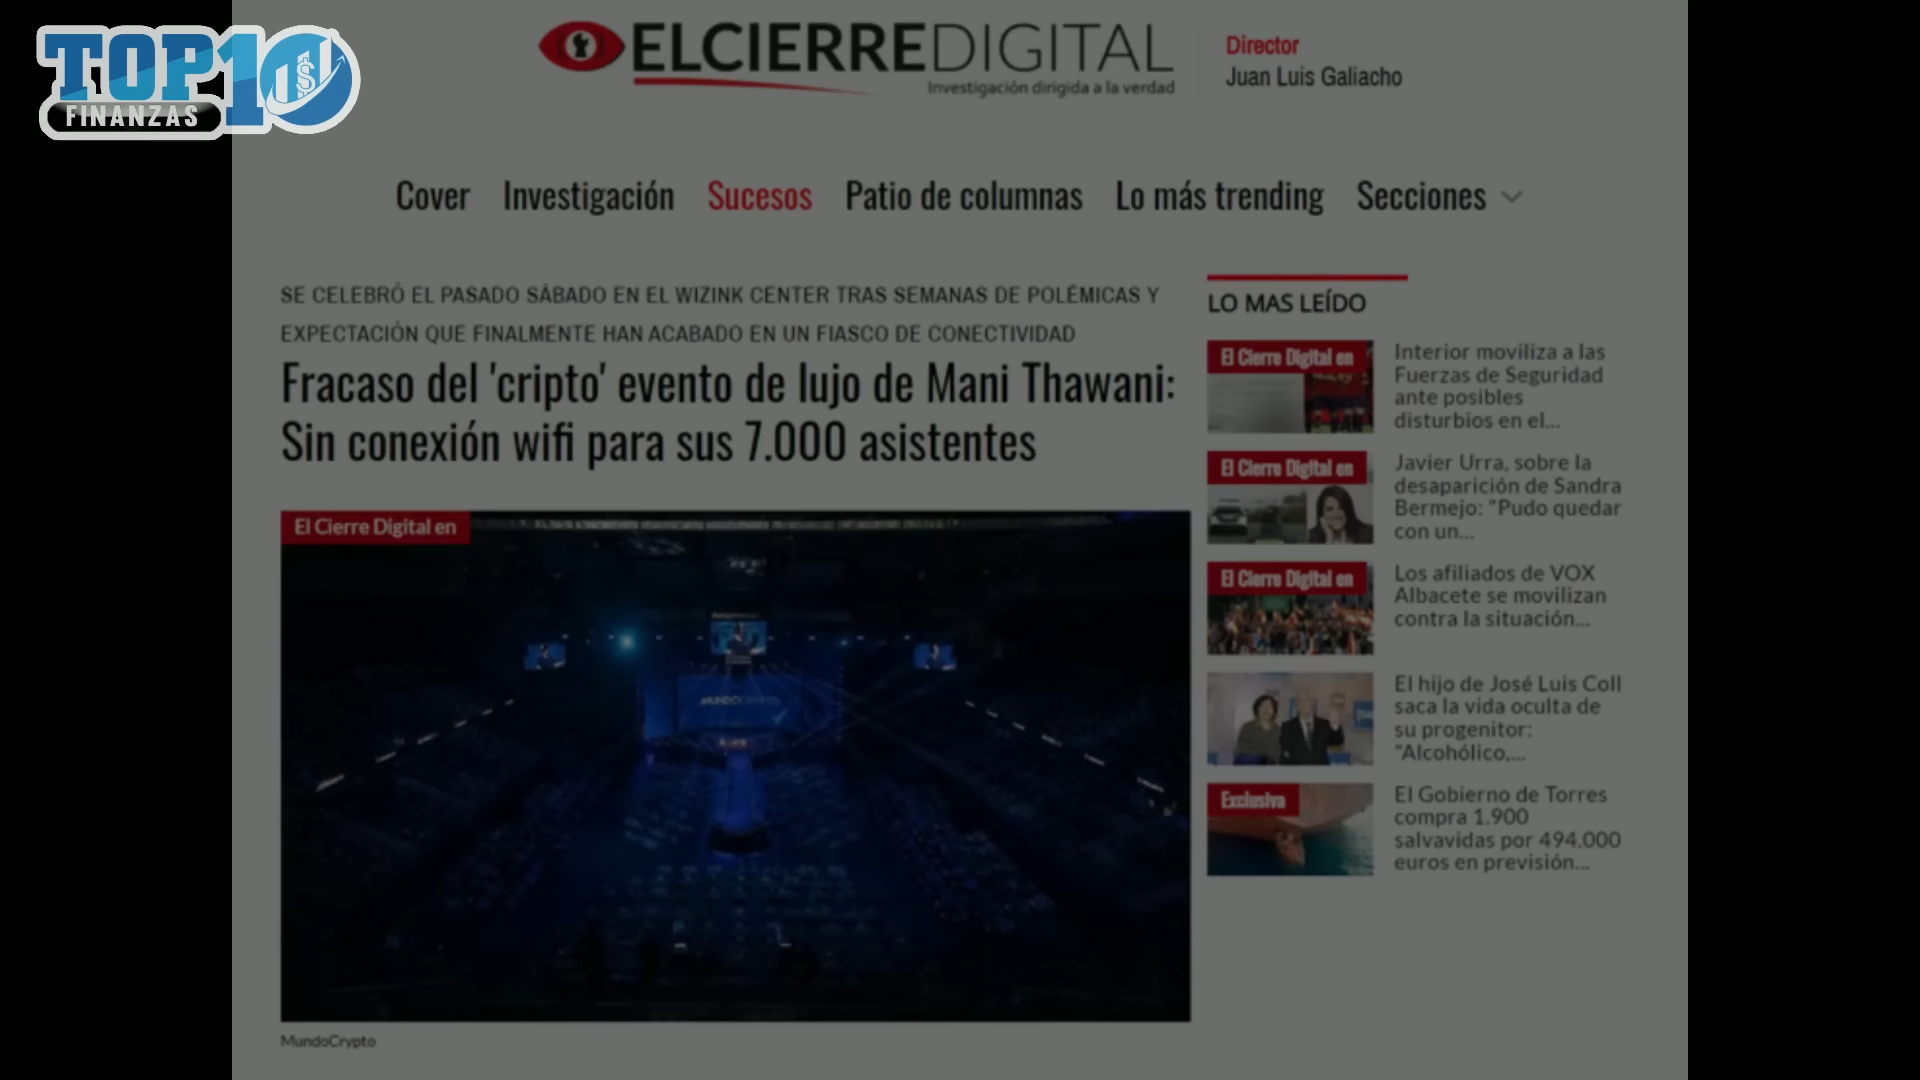 TOP10
FINANZAS
ELCIERREDIGITAL
Investigación dirigida a la verdad
Director
Juan Luis Galiacho
Cover Investigación Sucesos Patio de columnas Lo más trending Secciones
SE CELEBRÓ EL PASADO SÁBADO EN EL WIZINK CENTER TRAS SEMANAS DE POLÉMICAS Y
EXPECTACIÓN QUE FINALMENTE HAN ACABADO EN UN FIASCO DE CONECTIVIDAD
Fracaso del 'cripto' evento de lujo de Mani Thawani:
Sin conexión wifi para sus 7.000 asistentes
El Cierre Digital en
MUNDOCRYPTO
MundoCrypto
LO MAS LEÍDO
El Cierre Digital en
Interior moviliza a las
Fuerzas de Seguridad
ante posibles
disturbios en el...
El Cierre Digital en
Javier Urra, sobre la
desaparición de Sandra
Bermejo: "Pudo quedar
con un...
El Cierre Digital en
Los afiliados de VOX
Albacete se movilizan
contra la situación...
El hijo de José Luis Coll
saca la vida oculta de
su progenitor:
"Alcohólico,...
Exclusiva
El Gobierno de Torres
compra 1.900
salvavidas por 494.000
euros en previsión...